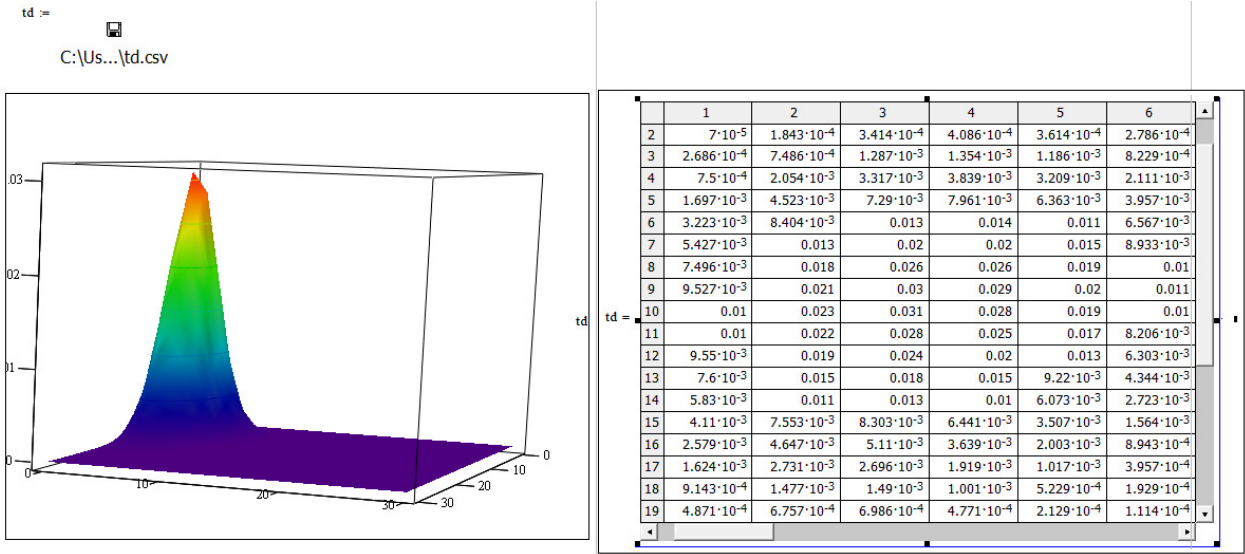 td :=
C:\Us...\td.csv
.03
02
01
0
0
10
20
30
30
20
10
0
td
td =
1 2 3 4 5 6
2 7·10-5 1.843·10-4 3.414·10-4 4.086·10-4 3.614·10-4 2.786·10-4
3 2.686·10-4 7.486·10-4 1.287·10-3 1.354·10-3 1.186·10-3 8.229·10-4
4 7.5·10-4 2.054·10-3 3.317·10-3 3.839·10-3 3.209·10-3 2.111·10-3
5 1.697·10-3 4.523·10-3 7.29·10-3 7.961·10-3 6.363·10-3 3.957·10-3
6 3.223·10-3 8.404·10-3 0.013 0.014 0.011 6.567·10-3
7 5.427·10-3 0.013 0.02 0.02 0.015 8.933·10-3
8 7.496·10-3 0.018 0.026 0.026 0.019 0.01
9 9.527·10-3 0.021 0.03 0.029 0.02 0.011
10 0.01 0.023 0.031 0.028 0.019 0.01
11 0.01 0.022 0.028 0.025 0.017 8.206·10-3
12 9.55·10-3 0.019 0.024 0.02 0.013 6.303·10-3
13 7.6·10-3 0.015 0.018 0.015 9.22·10-3 4.344·10-3
14 5.83·10-3 0.011 0.013 0.01 6.073·10-3 2.723·10-3
15 4.11·10-3 7.553·10-3 8.303·10-3 6.441·10-3 3.507·10-3 1.564·10-3
16 2.579·10-3 4.647·10-3 5.11·10-3 3.639·10-3 2.003·10-3 8.943·10-4
17 1.624·10-3 2.731·10-3 2.696·10-3 1.919·10-3 1.017·10-3 3.957·10-4
18 9.143·10-4 1.477·10-3 1.49·10-3 1.001·10-3 5.229·10-4 1.929·10-4
19 4.871·10-4 6.757·10-4 6.986·10-4 4.771·10-4 2.129·10-4 1.114·10-4